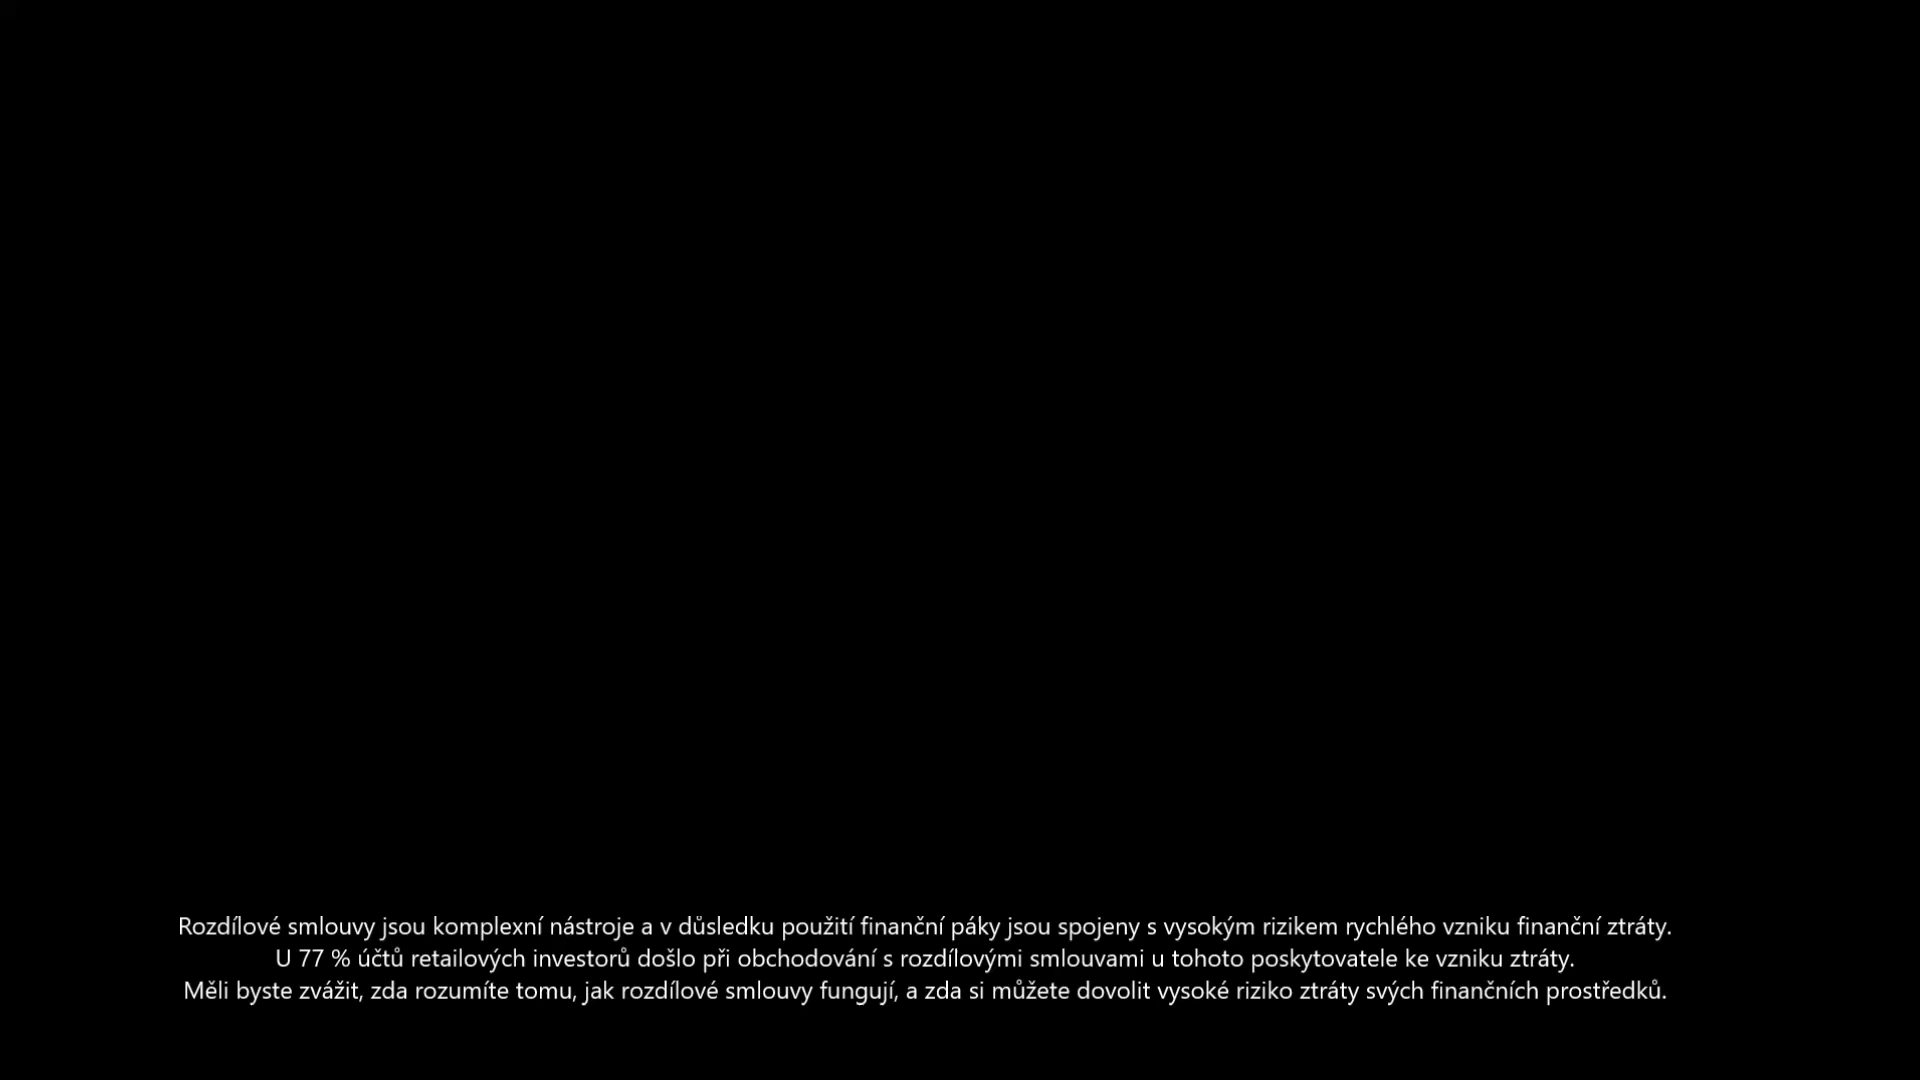 Rozdílové smlouvy jsou komplexní nástroje a v důsledku použití finanční páky jsou spojeny s vysokým rizikem rychlého vzniku finanční ztráty.
U 77 % účtů retailových investorů došlo při obchodování s rozdílovými smlouvami u tohoto poskytovatele ke vzniku ztráty.
Měli byste zvážit, zda rozumíte tomu, jak rozdílové smlouvy fungují, a zda si můžete dovolit vysoké riziko ztráty svých finančních prostředků.